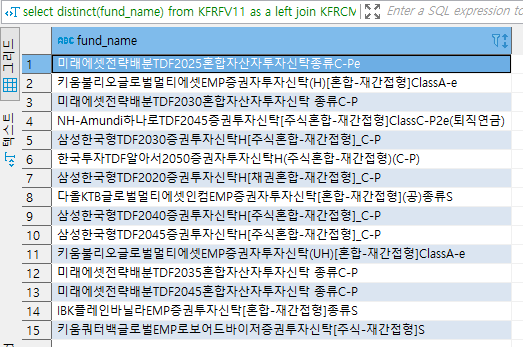 select distinct(fund_name) from KFRFV11 as a left join KFRCM
Enter a SQL expression to
그리드
텍스트
ABC fund_name
1 미래에셋전략배분TDF2025혼합자산자투자신탁종류C-Pe
2 키움불리오글로벌멀티에셋EMP증권자투자신탁(H)[혼합-재간접형]ClassA-e
3 미래에셋전략배분TDF2030혼합자산자투자신탁 종류C-P
4 NH-Amundi하나로TDF2045증권투자신탁[주식혼합-재간접형]ClassC-P2e(퇴직연금)
5 삼성한국형TDF2030증권투자신탁H[주식혼합-재간접형]_C-P
6 한국투자TDF알아서2050증권자투자신탁H(주식혼합-재간접형)(C-P)
7 삼성한국형TDF2020증권투자신탁H[채권혼합-재간접형]_C-P
8 다올KTB글로벌멀티에셋인컴EMP증권자투자신탁[혼합-재간접형](공)종류S
9 삼성한국형TDF2040증권투자신탁H[주식혼합-재간접형]_C-P
10 삼성한국형TDF2045증권투자신탁H[주식혼합-재간접형]_C-P
11 키움불리오글로벌멀티에셋EMP증권자투자신탁(UH)[혼합-재간접형]ClassA-e
12 미래에셋전략배분TDF2035혼합자산자투자신탁 종류C-P
13 미래에셋전략배분TDF2045혼합자산자투자신탁 종류C-P
14 IBK플레인바닐라EMP증권투자신탁[혼합-재간접형]종류S
15 키움쿼터백글로벌EMP로보어드바이저증권투자신탁[주식-재간접형]S